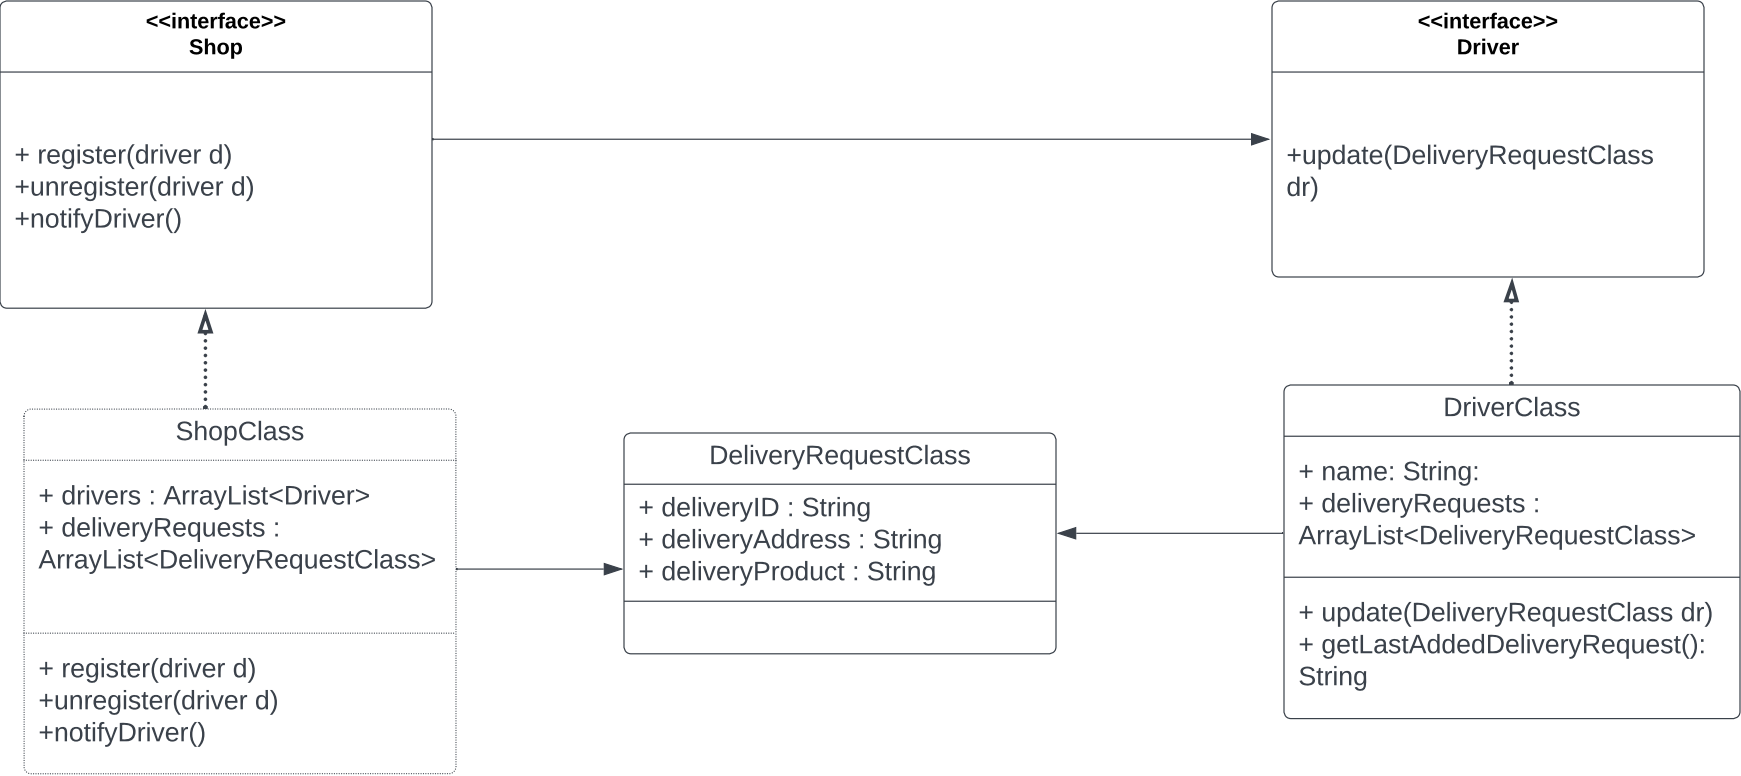 <<interface>>
Shop
+ register(driver d)
+unregister(driver d)
+notifyDriver()
<<interface>>
Driver
+update(DeliveryRequestClass
dr)
ShopClass
+ drivers : ArrayList<Driver>
+ deliveryRequests :
ArrayList<DeliveryRequestClass>
+ register(driver d)
+unregister(driver d)
+notifyDriver()
DeliveryRequestClass
+ deliveryID : String
+ deliveryAddress : String
+ deliveryProduct : String
DriverClass
+ name: String:
+ deliveryRequests :
ArrayList<DeliveryRequestClass>
+ update(DeliveryRequestClass dr)
+ getLastAddedDeliveryRequest():
String